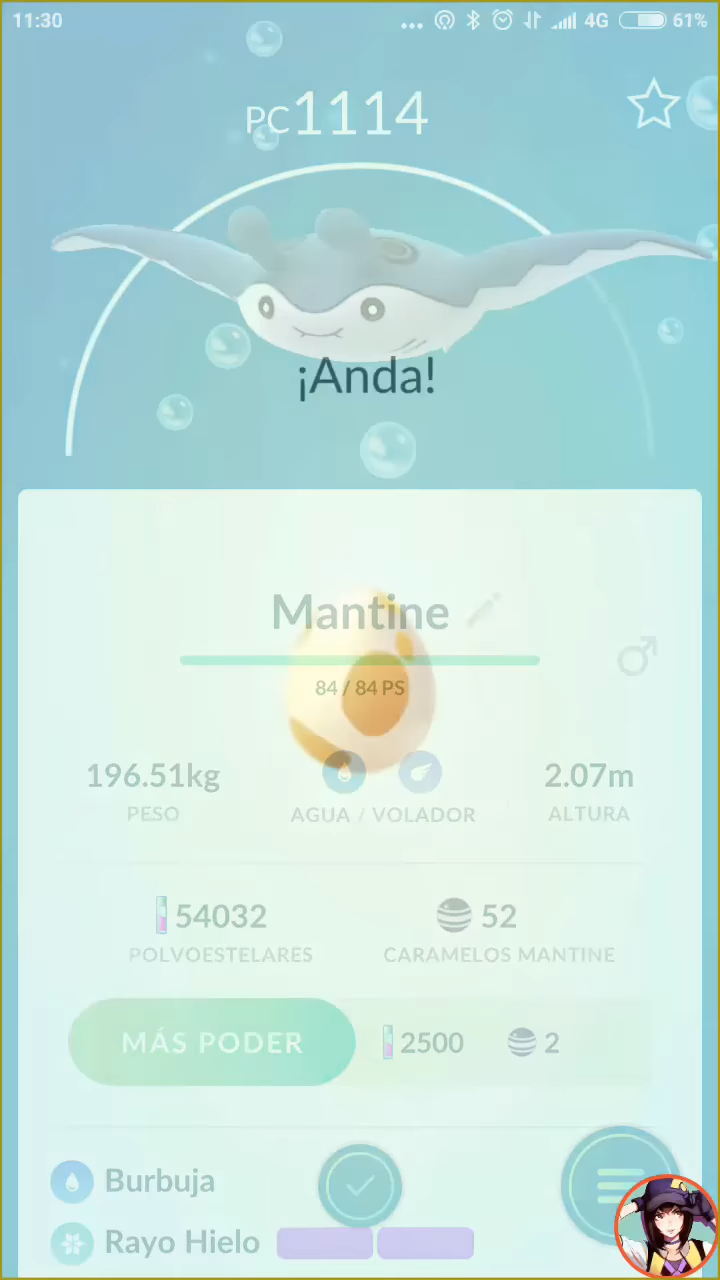 11:30
... 4G 61%
PC1114
¡Anda!
Mantine
84 / 84 PS
196.51kg
AGUA / VOLADOR
2.07m
PESO
ALTURA
54032
52
POLVOESTELARES
CARAMELOS MANTINE
MÁS PODER
2500
2
Burbuja
Rayo Hielo